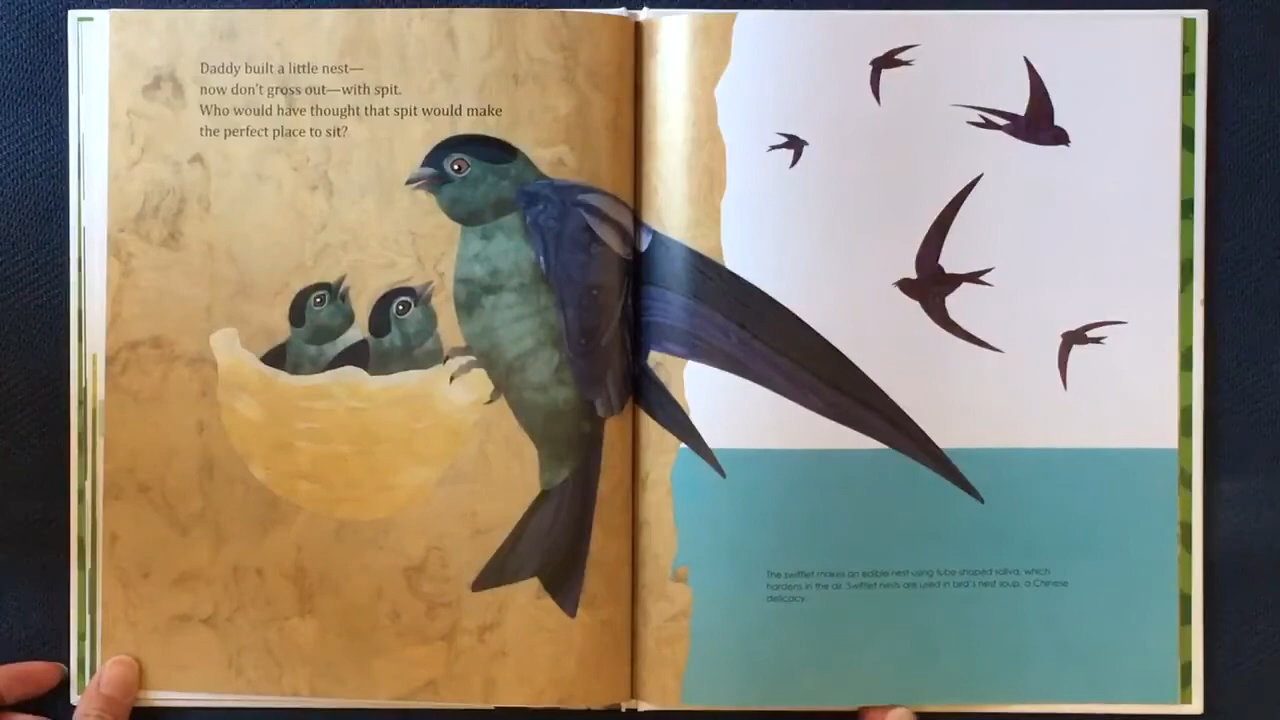 Daddy built a little nest—
now don't gross out—with spit.
Who would have thought that spit would make
the perfect place to sit?
The swiftlet makes an edible nest using tube-shaped saliva, which
hardens in the air. Swiftlet nests are used in bird's nest soup, a Chinese
delicacy.